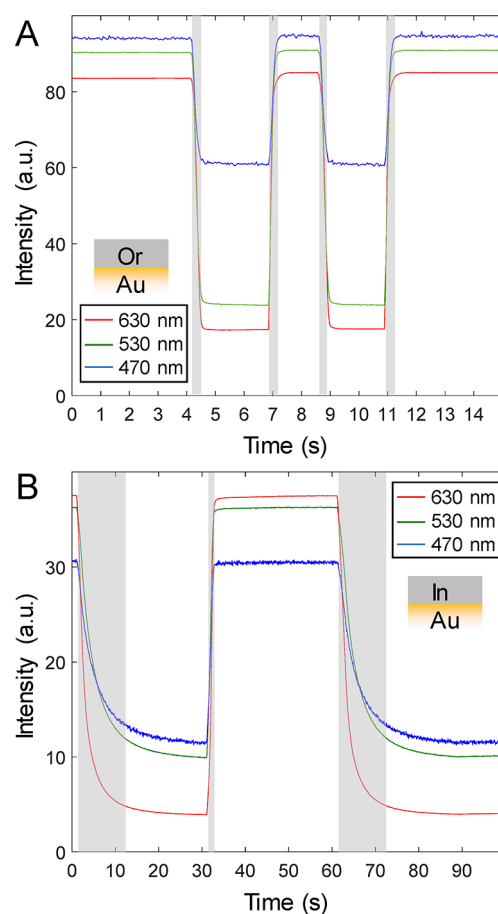 A
80
60
40
20
0
Intensity (a.u.)
Or
Au
630 nm
530 nm
470 nm
0 1 2 3 4 5 6 7 8 9 10 11 12 13 14
Time (s)
B
30
20
10
0
Intensity (a.u.)
630 nm
530 nm
470 nm
In
Au
0 10 20 30 40 50 60 70 80 90
Time (s)